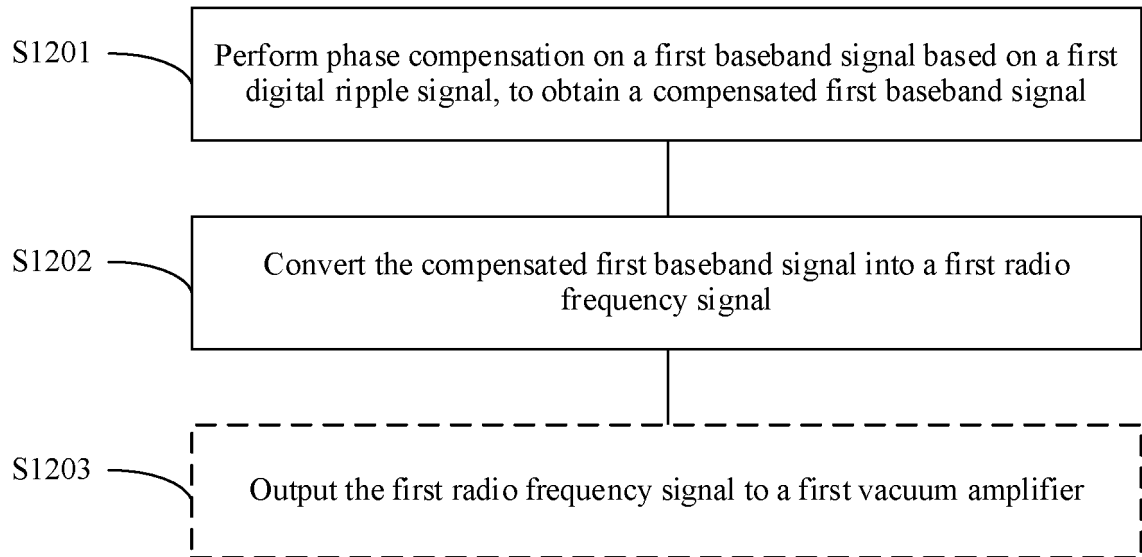 S1201
Perform phase compensation on a first baseband signal based on a first
digital ripple signal, to obtain a compensated first baseband signal
S1202
Convert the compensated first baseband signal into a first radio
frequency signal
S1203
Output the first radio frequency signal to a first vacuum amplifier